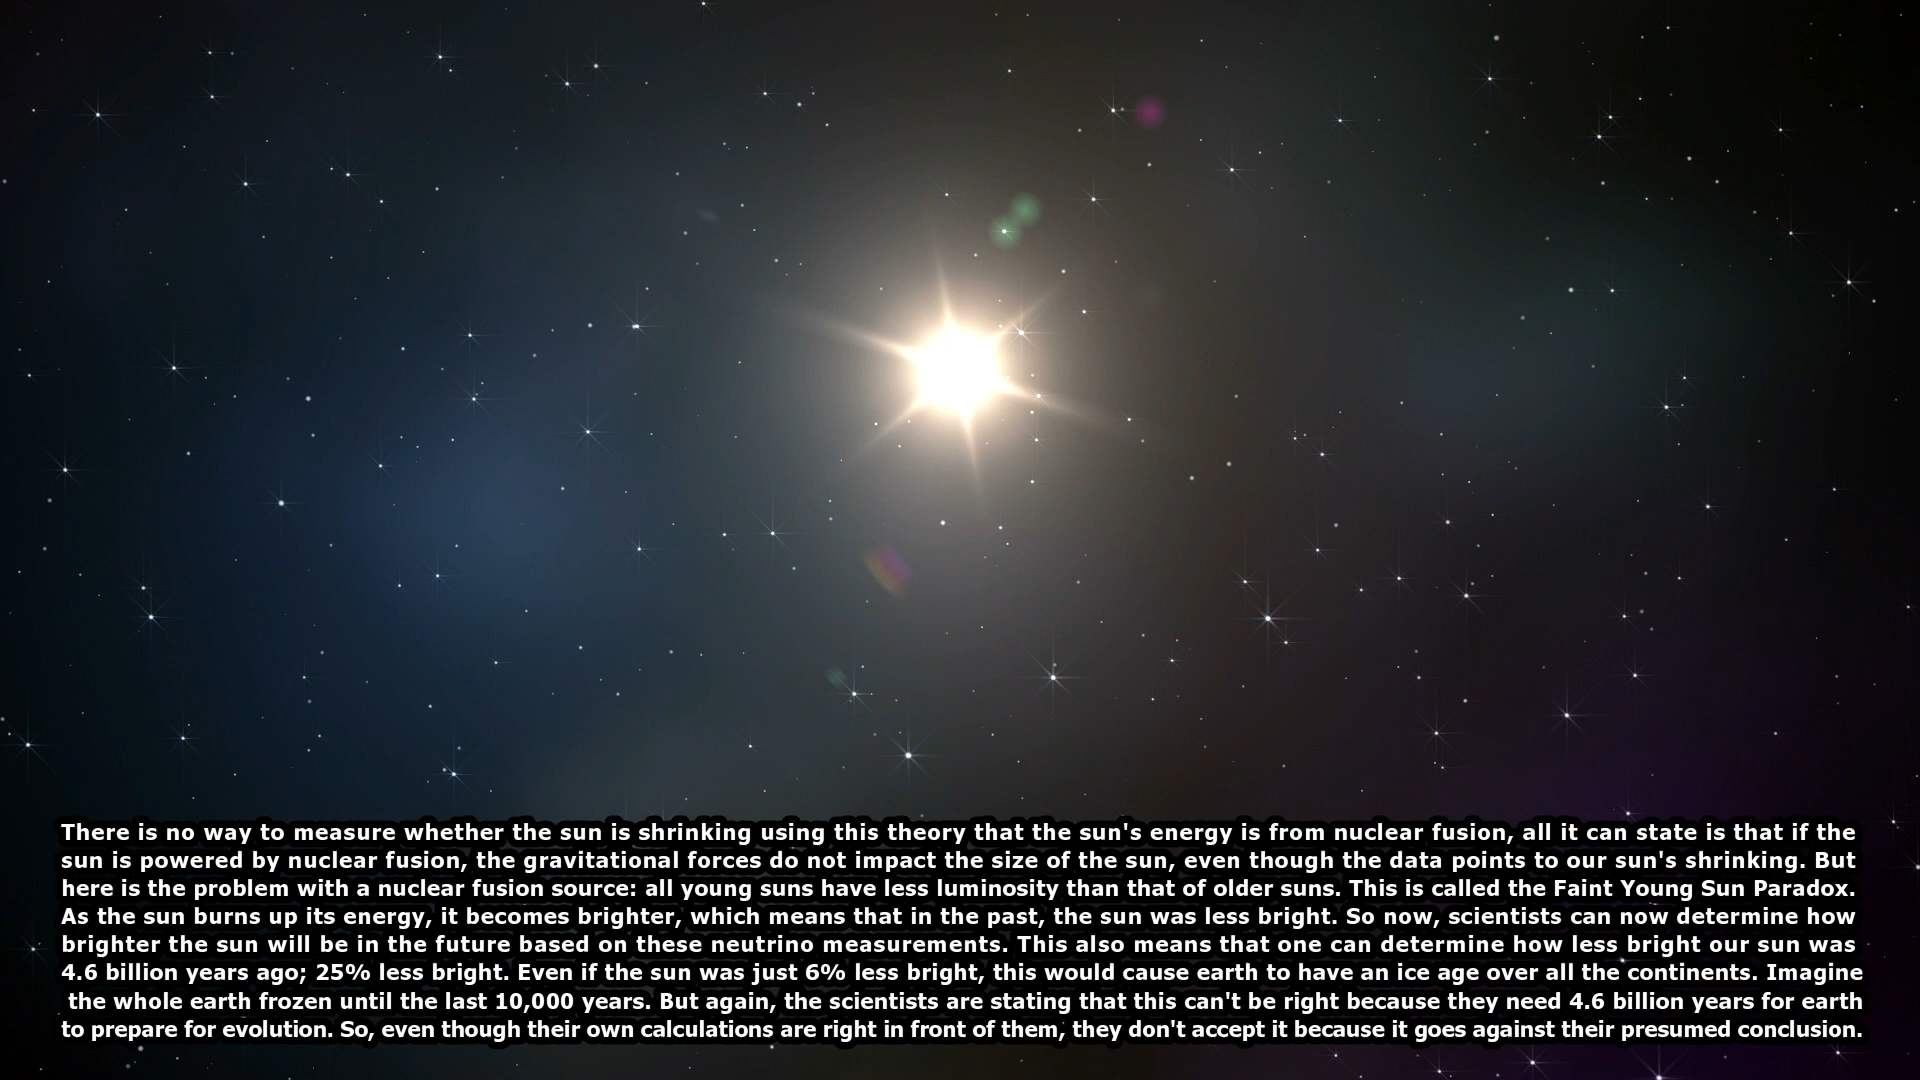 There is no way to measure whether the sun is shrinking using this theory that the sun's energy is from nuclear fusion, all it can state is that if the
sun is powered by nuclear fusion, the gravitational forces do not impact the size of the sun, even though the data points to our sun's shrinking. But
here is the problem with a nuclear fusion source: all young suns have less luminosity than that of older suns. This is called the Faint Young Sun Paradox.
As the sun burns up its energy, it becomes brighter, which means that in the past, the sun was less bright. So now, scientists can now determine how
brighter the sun will be in the future based on these neutrino measurements. This also means that one can determine how less bright our sun was
4.6 billion years ago; 25% less bright. Even if the sun was just 6% less bright, this would cause earth to have an ice age over all the continents. Imagine
the whole earth frozen until the last 10,000 years. But again, the scientists are stating that this can't be right because they need 4.6 billion years for earth
to prepare for evolution. So, even though their own calculations are right in front of them, they don't accept it because it goes against their presumed conclusion.